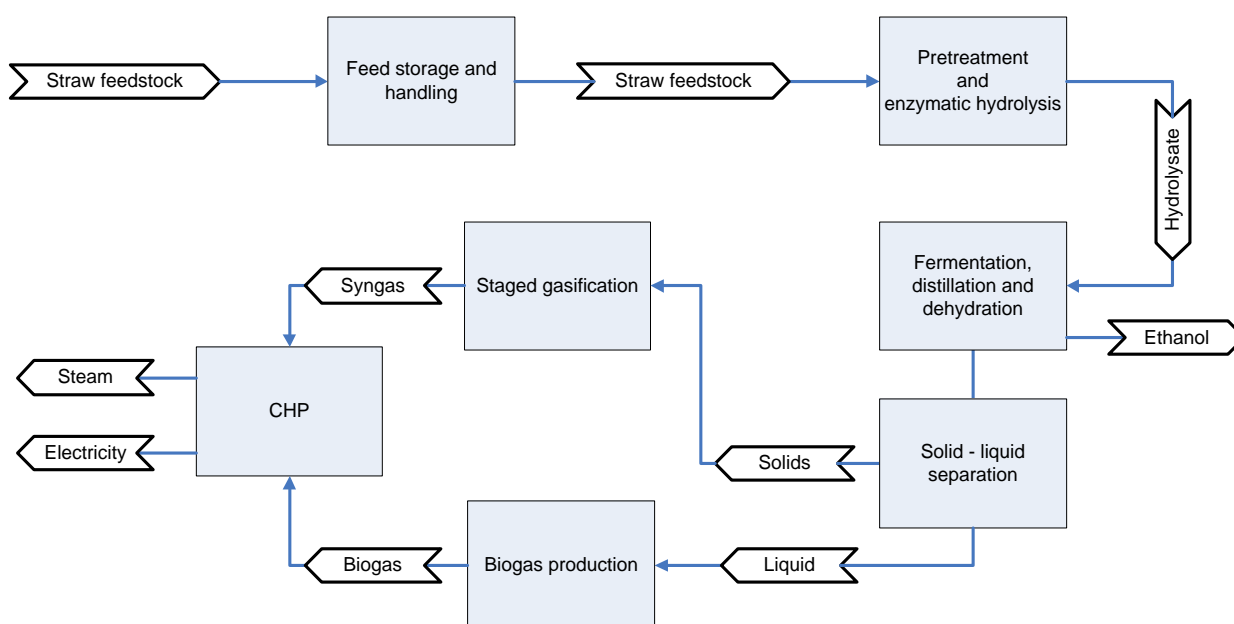 Straw feedstock
Feed storage and
handling
Straw feedstock
Pretreatment
and
enzymatic hydrolysis
Hydrolysate
Fermentation,
distillation and
dehydration
Ethanol
Syngas
Staged gasification
Steam
CHP
Electricity
Solids
Solid - liquid
separation
Biogas
Biogas production
Liquid